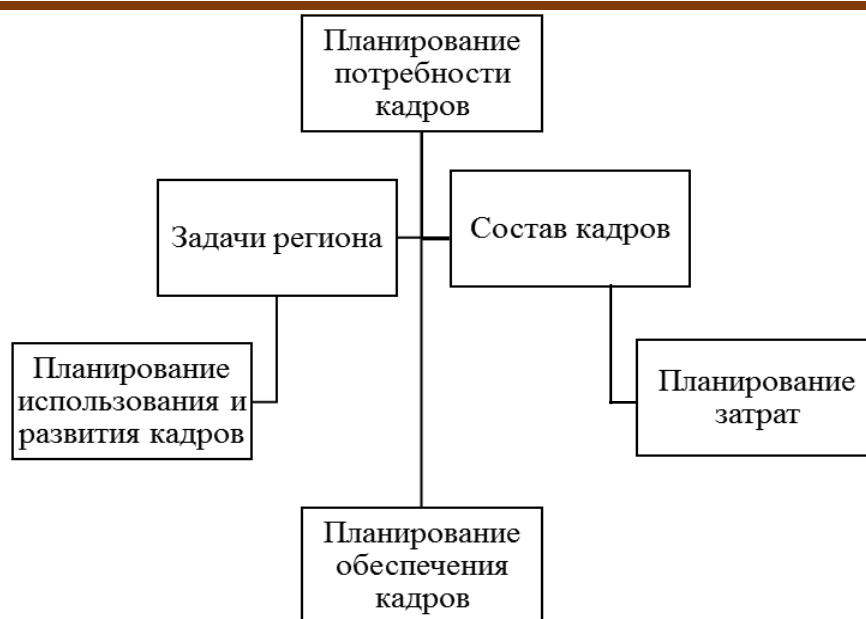 Планирование
потребности
кадров
Задачи региона
Состав кадров
Планирование
использования и
развития кадров
Планирование
затрат
Планирование
обеспечения
кадров